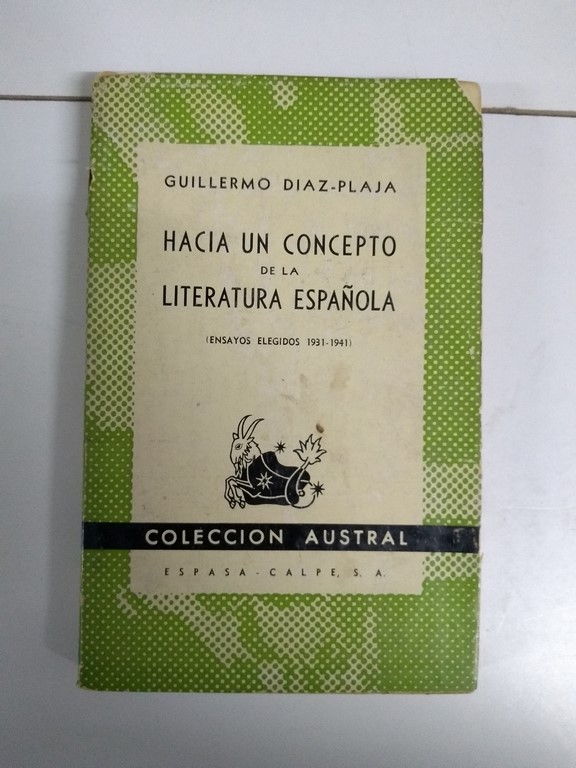 GUILLERMO DIAZ-PLAJA
HACIA UN CONCEPTO
DE LA
LITERATURA ESPAÑOLA
(ENSAYOS ELEGIDOS 1931-1941)
COLECCION AUSTRAL
ESPASA-CALPE, S. A.